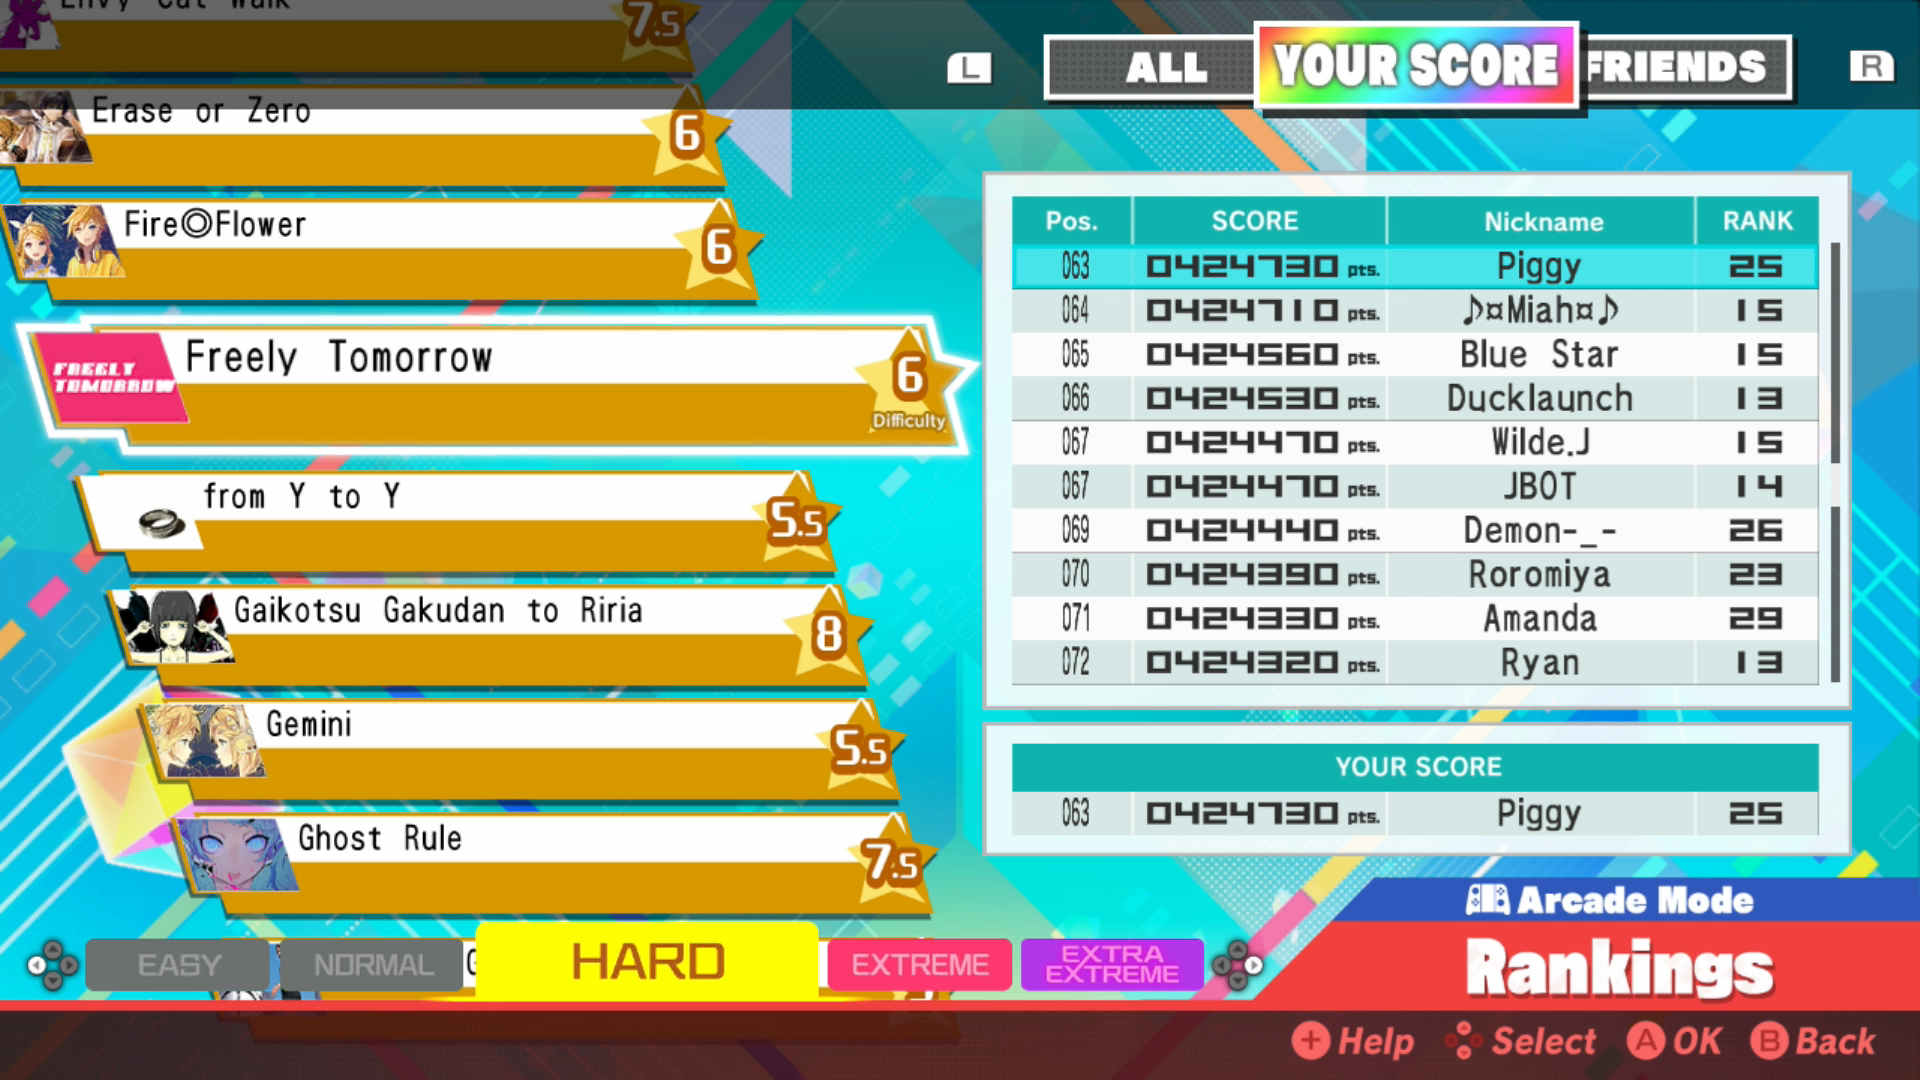 Envy Cat Walk
7.5
L
ALL
YOUR SCORE
FRIENDS
R
Erase or Zero
6
Fire◎Flower
6
FREELY
TOMORROW
Freely Tomorrow
6
Difficulty
from Y to Y
5.5
Gaikotsu Gakudan to Riria
8
Gemini
5.5
Ghost Rule
7.5
Pos. SCORE Nickname RANK
063 0424730 pts. Piggy 25
064 0424710 pts. ♪¤Miah¤♪ 15
065 0424560 pts. Blue Star 15
066 0424530 pts. Ducklaunch 13
067 0424470 pts. Wilde.J 15
067 0424470 pts. JBOT 14
069 0424440 pts. Demon-_- 26
070 0424390 pts. Roromiya 23
071 0424330 pts. Amanda 29
072 0424320 pts. Ryan 13
YOUR SCORE
063 0424730 pts. Piggy 25
Arcade Mode
Rankings
EASY
NORMAL
HARD
EXTREME
EXTRA
EXTREME
+ Help
Select
A OK
B Back